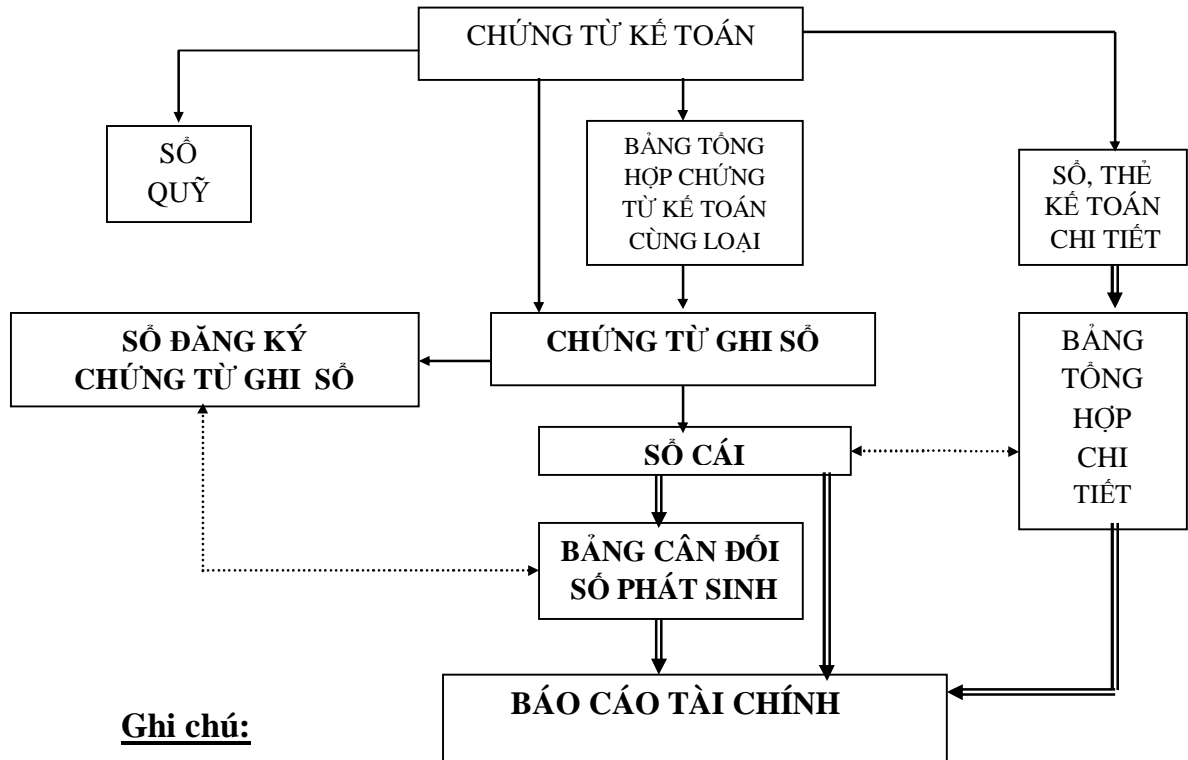 CHỨNG TỪ KẾ TOÁN
SỔ
QUỸ
BẢNG TỔNG
HỢP CHỨNG
TỪ KẾ TOÁN
CÙNG LOẠI
SỔ, THẺ
KẾ TOÁN
CHI TIẾT
SỔ ĐĂNG KÝ
CHỨNG TỪ GHI SỔ
CHỨNG TỪ GHI SỔ
BẢNG
TỔNG
HỢP
CHI
TIẾT
SỔ CÁI
BẢNG CÂN ĐỐI
SỐ PHÁT SINH
BÁO CÁO TÀI CHÍNH
Ghi chú: